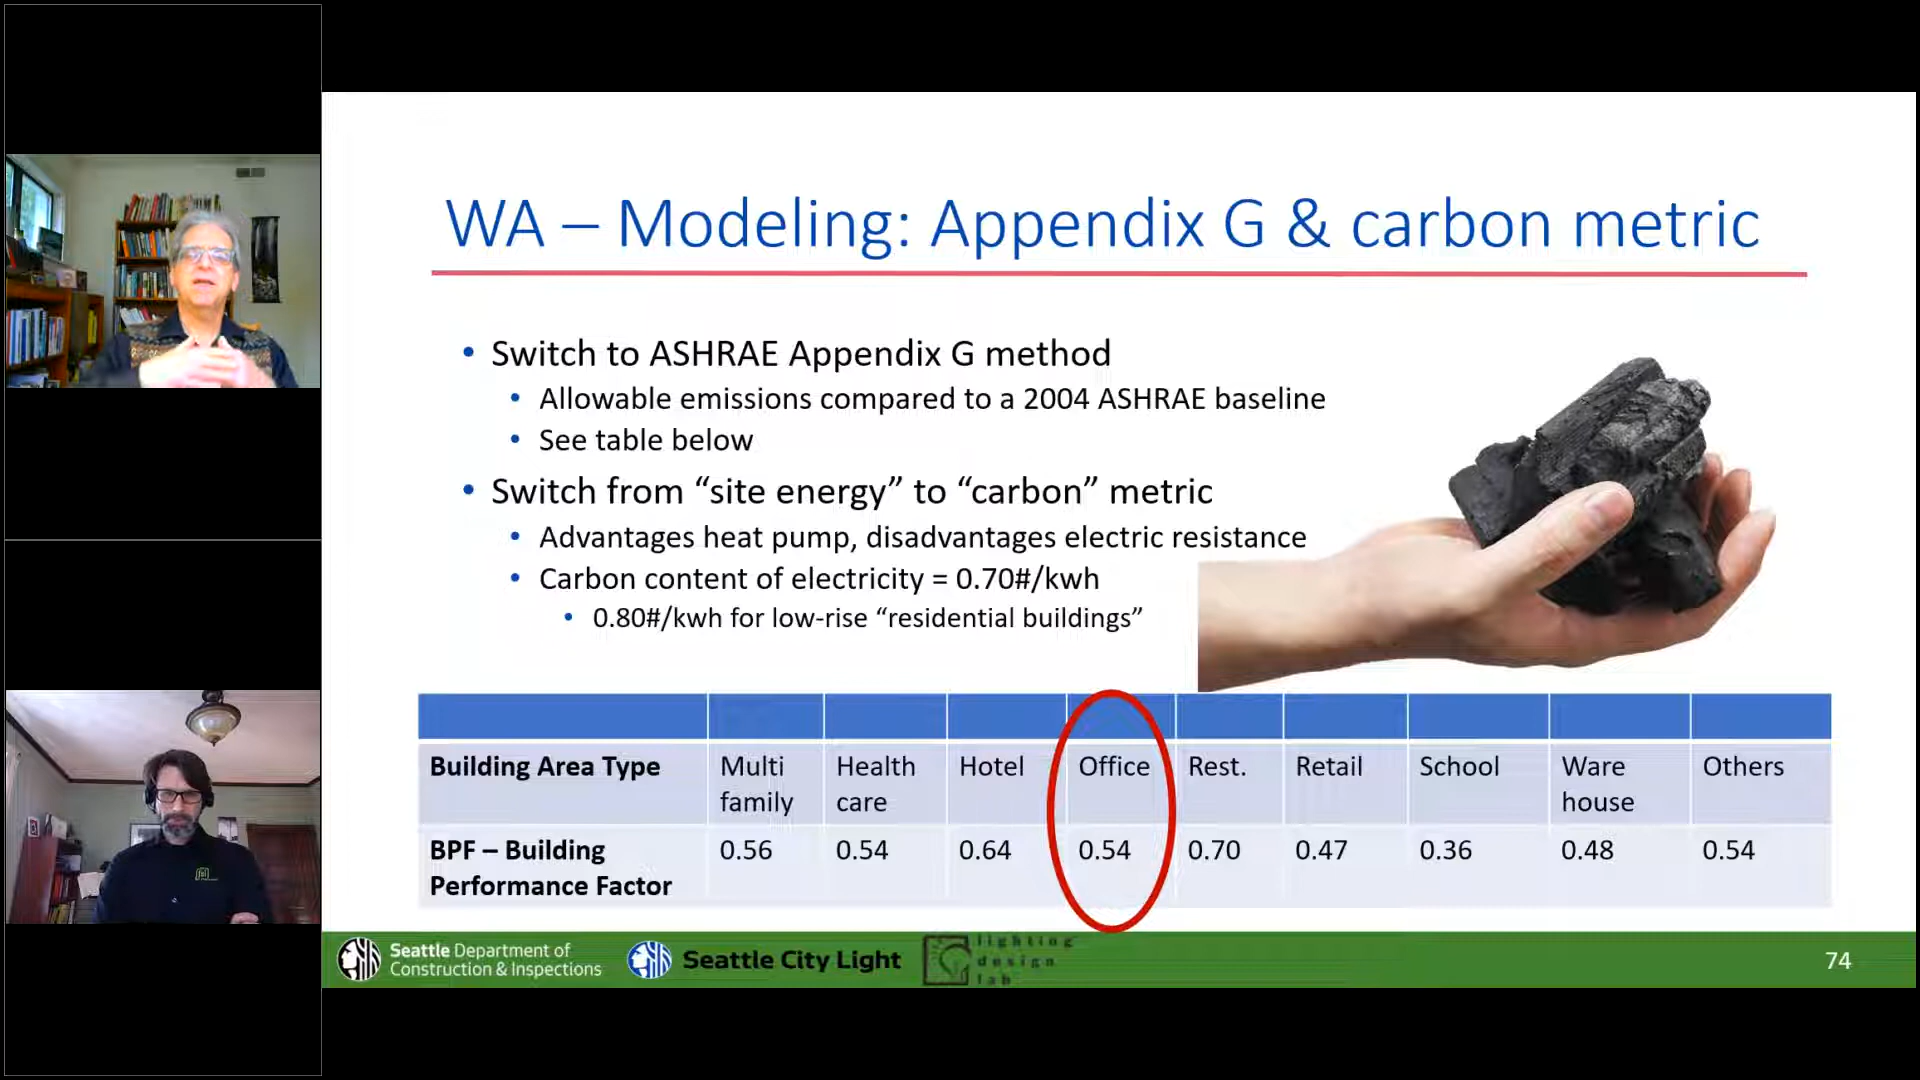 WA – Modeling: Appendix G & carbon metric
• Switch to ASHRAE Appendix G method
• Allowable emissions compared to a 2004 ASHRAE baseline
• See table below
• Switch from “site energy” to “carbon” metric
• Advantages heat pump, disadvantages electric resistance
• Carbon content of electricity = 0.70#/kwh
• 0.80#/kwh for low-rise “residential buildings”
Building Area Type Multi family Health care Hotel Office Rest. Retail School Ware house Others
BPF – Building Performance Factor 0.56 0.54 0.64 0.54 0.70 0.47 0.36 0.48 0.54
Seattle Department of
Construction & Inspections
Seattle City Light
lighting
design
lab
74